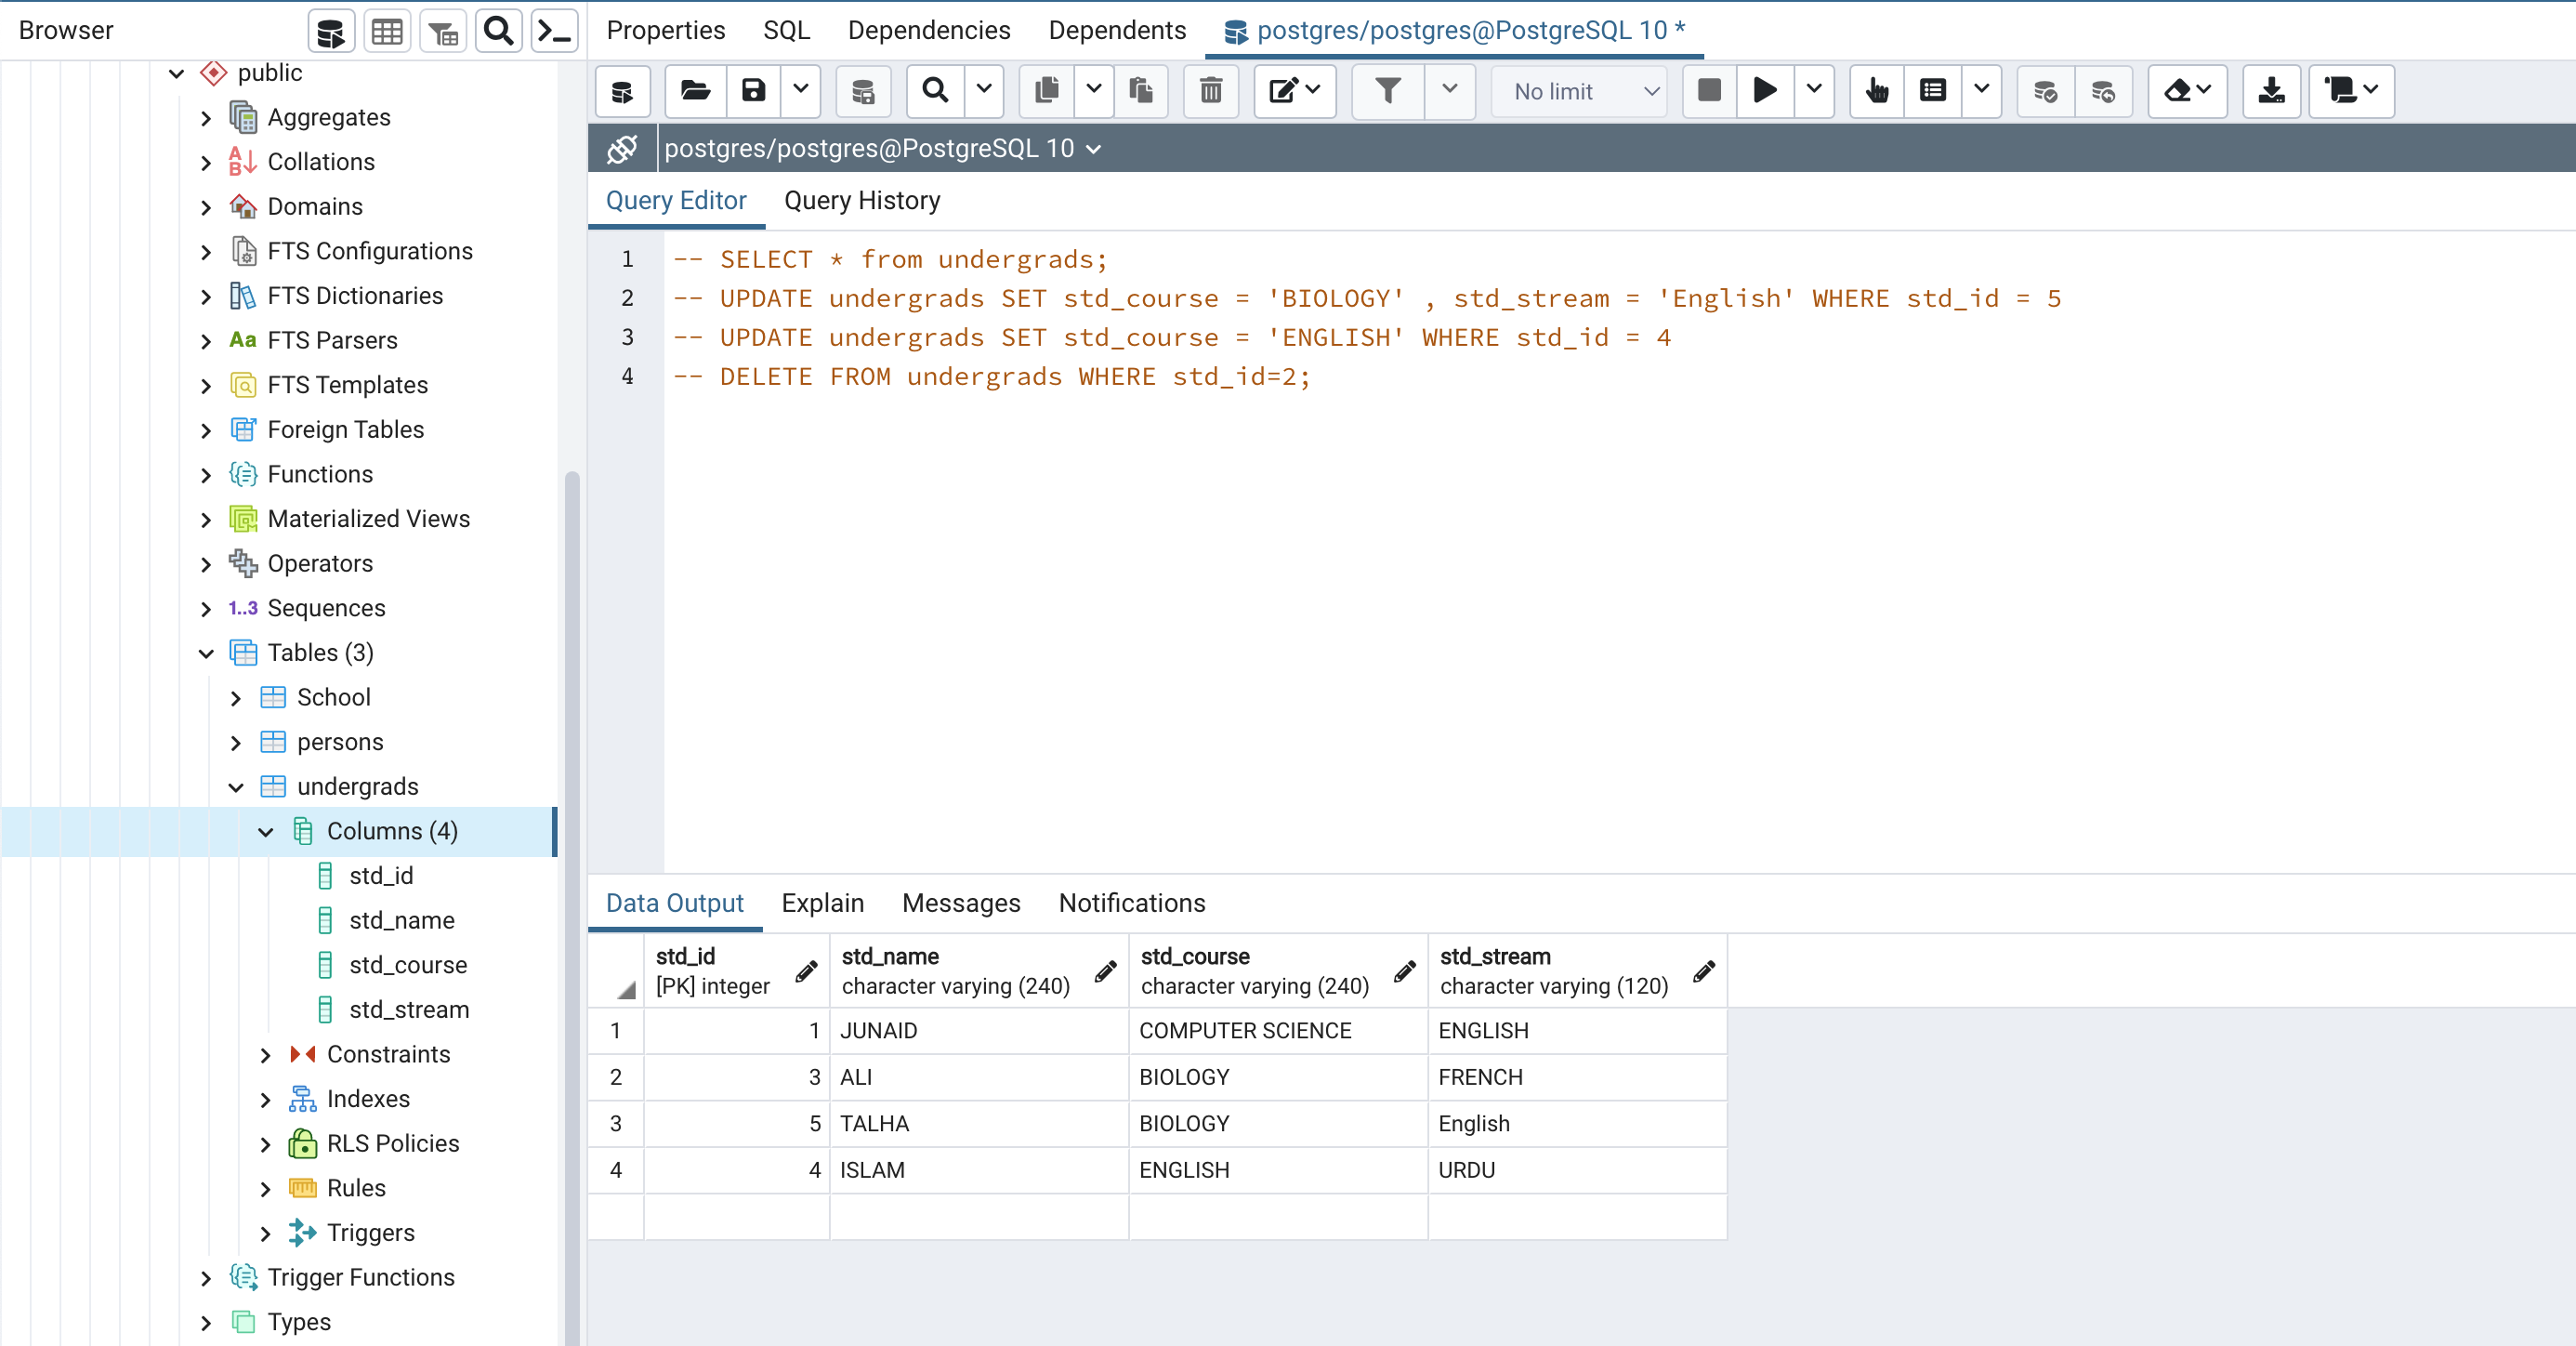 Browser
public
Aggregates
Collations
Domains
FTS Configurations
FTS Dictionaries
Aa FTS Parsers
FTS Templates
Foreign Tables
Functions
Materialized Views
Operators
1..3 Sequences
Tables (3)
School
persons
undergrads
Columns (4)
std_id
std_name
std_course
std_stream
Constraints
Indexes
RLS Policies
Rules
Triggers
Trigger Functions
Types
Properties SQL Dependencies Dependents postgres/postgres@PostgreSQL 10 *
No limit
postgres/postgres@PostgreSQL 10
Query Editor Query History
1 -- SELECT * from undergrads;
2 -- UPDATE undergrads SET std_course = 'BIOLOGY' , std_stream = 'English' WHERE std_id = 5
3 -- UPDATE undergrads SET std_course = 'ENGLISH' WHERE std_id = 4
4 -- DELETE FROM undergrads WHERE std_id=2;
Data Output Explain Messages Notifications
std_id std_name std_course std_stream
[PK] integer character varying (240) character varying (240) character varying (120)
1 1 JUNAID COMPUTER SCIENCE ENGLISH
2 3 ALI BIOLOGY FRENCH
3 5 TALHA BIOLOGY English
4 4 ISLAM ENGLISH URDU